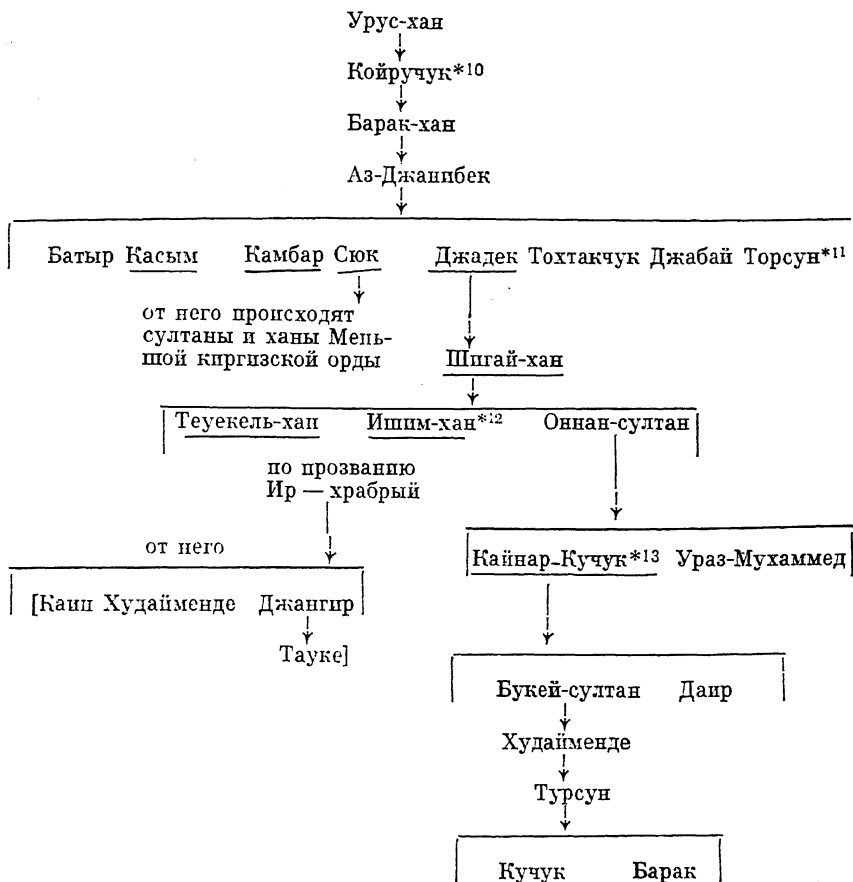 Урус-хан
Койручук*10
Барак-хан
Аз-Джанибек
Батыр Касым Камбар Сюк Джадек Тохтакчук Джабай Торсун*11
от него происходят
султаны и ханы Мень-
шой киргизской орды
Шигай-хан
Теуекель-хан Ишим-хан*12 Оннан-султан
по прозванию
Ир — храбрый
от него
Кайнар-Кучук*13 Ураз-Мухаммед
[Каип Худайменде Джангир
Тауке]
Букей-султан Даир
Худайменде
Турсун
Кучук Барак